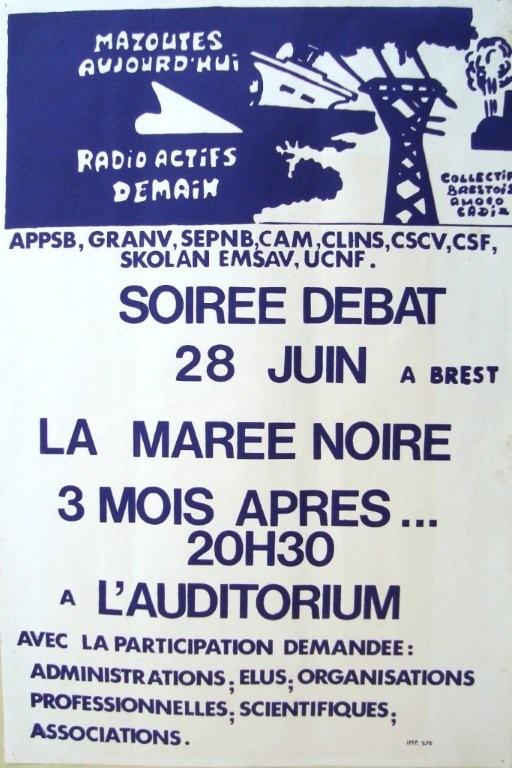 MAZOUTES
AUJOURD'HUI
RADIO ACTIFS
DEMAIN
COLLECTIF
BRESTOIS
AMOCO
CADIZ
APPSB, GRANV, SEPNB, CAM, CLINS, CSCV, CSF,
SKOLAN EMSAV, UCNF.
SOIREE DEBAT
28 JUIN A BREST
LA MAREE NOIRE
3 MOIS APRES ...
20H30
A L'AUDITORIUM
AVEC LA PARTICIPATION DEMANDEE :
ADMINISTRATIONS; ELUS; ORGANISATIONS
PROFESSIONNELLES; SCIENTIFIQUES;
ASSOCIATIONS.
IMP.